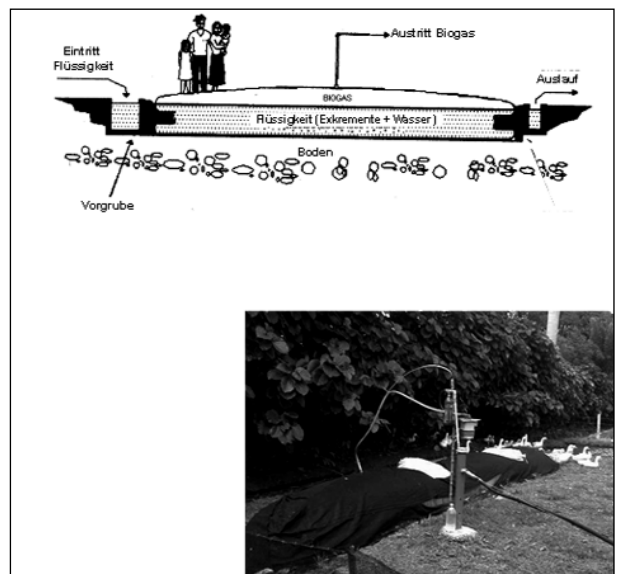 Austritt Biogas
Eintritt
Flüssigkeit
Auslauf
BIOGAS
Flüssigkeit (Exkremente + Wasser)
Boden
Vorgrube